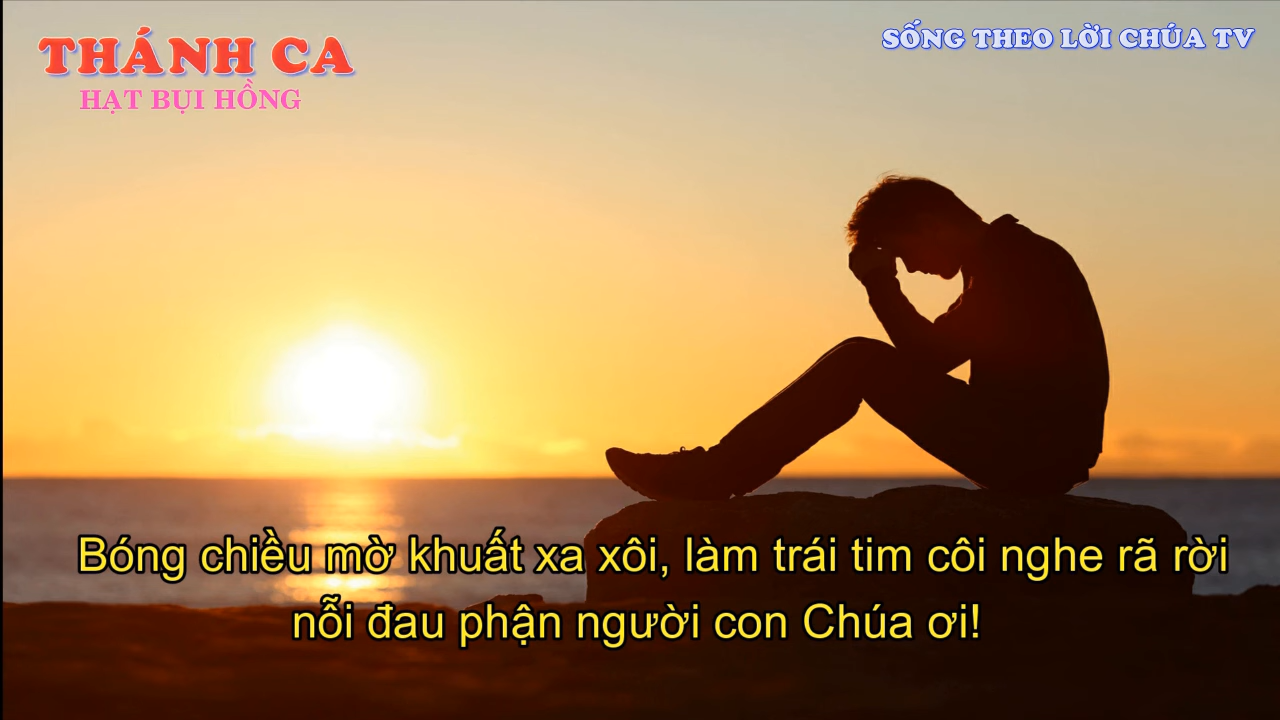 THÁNH CA
HẠT BỤI HỒNG
SỐNG THEO LỜI CHÚA TV
Bóng chiều mờ khuất xa xôi, làm trái tim côi nghe rã rời
nỗi đau phận người con Chúa ơi!